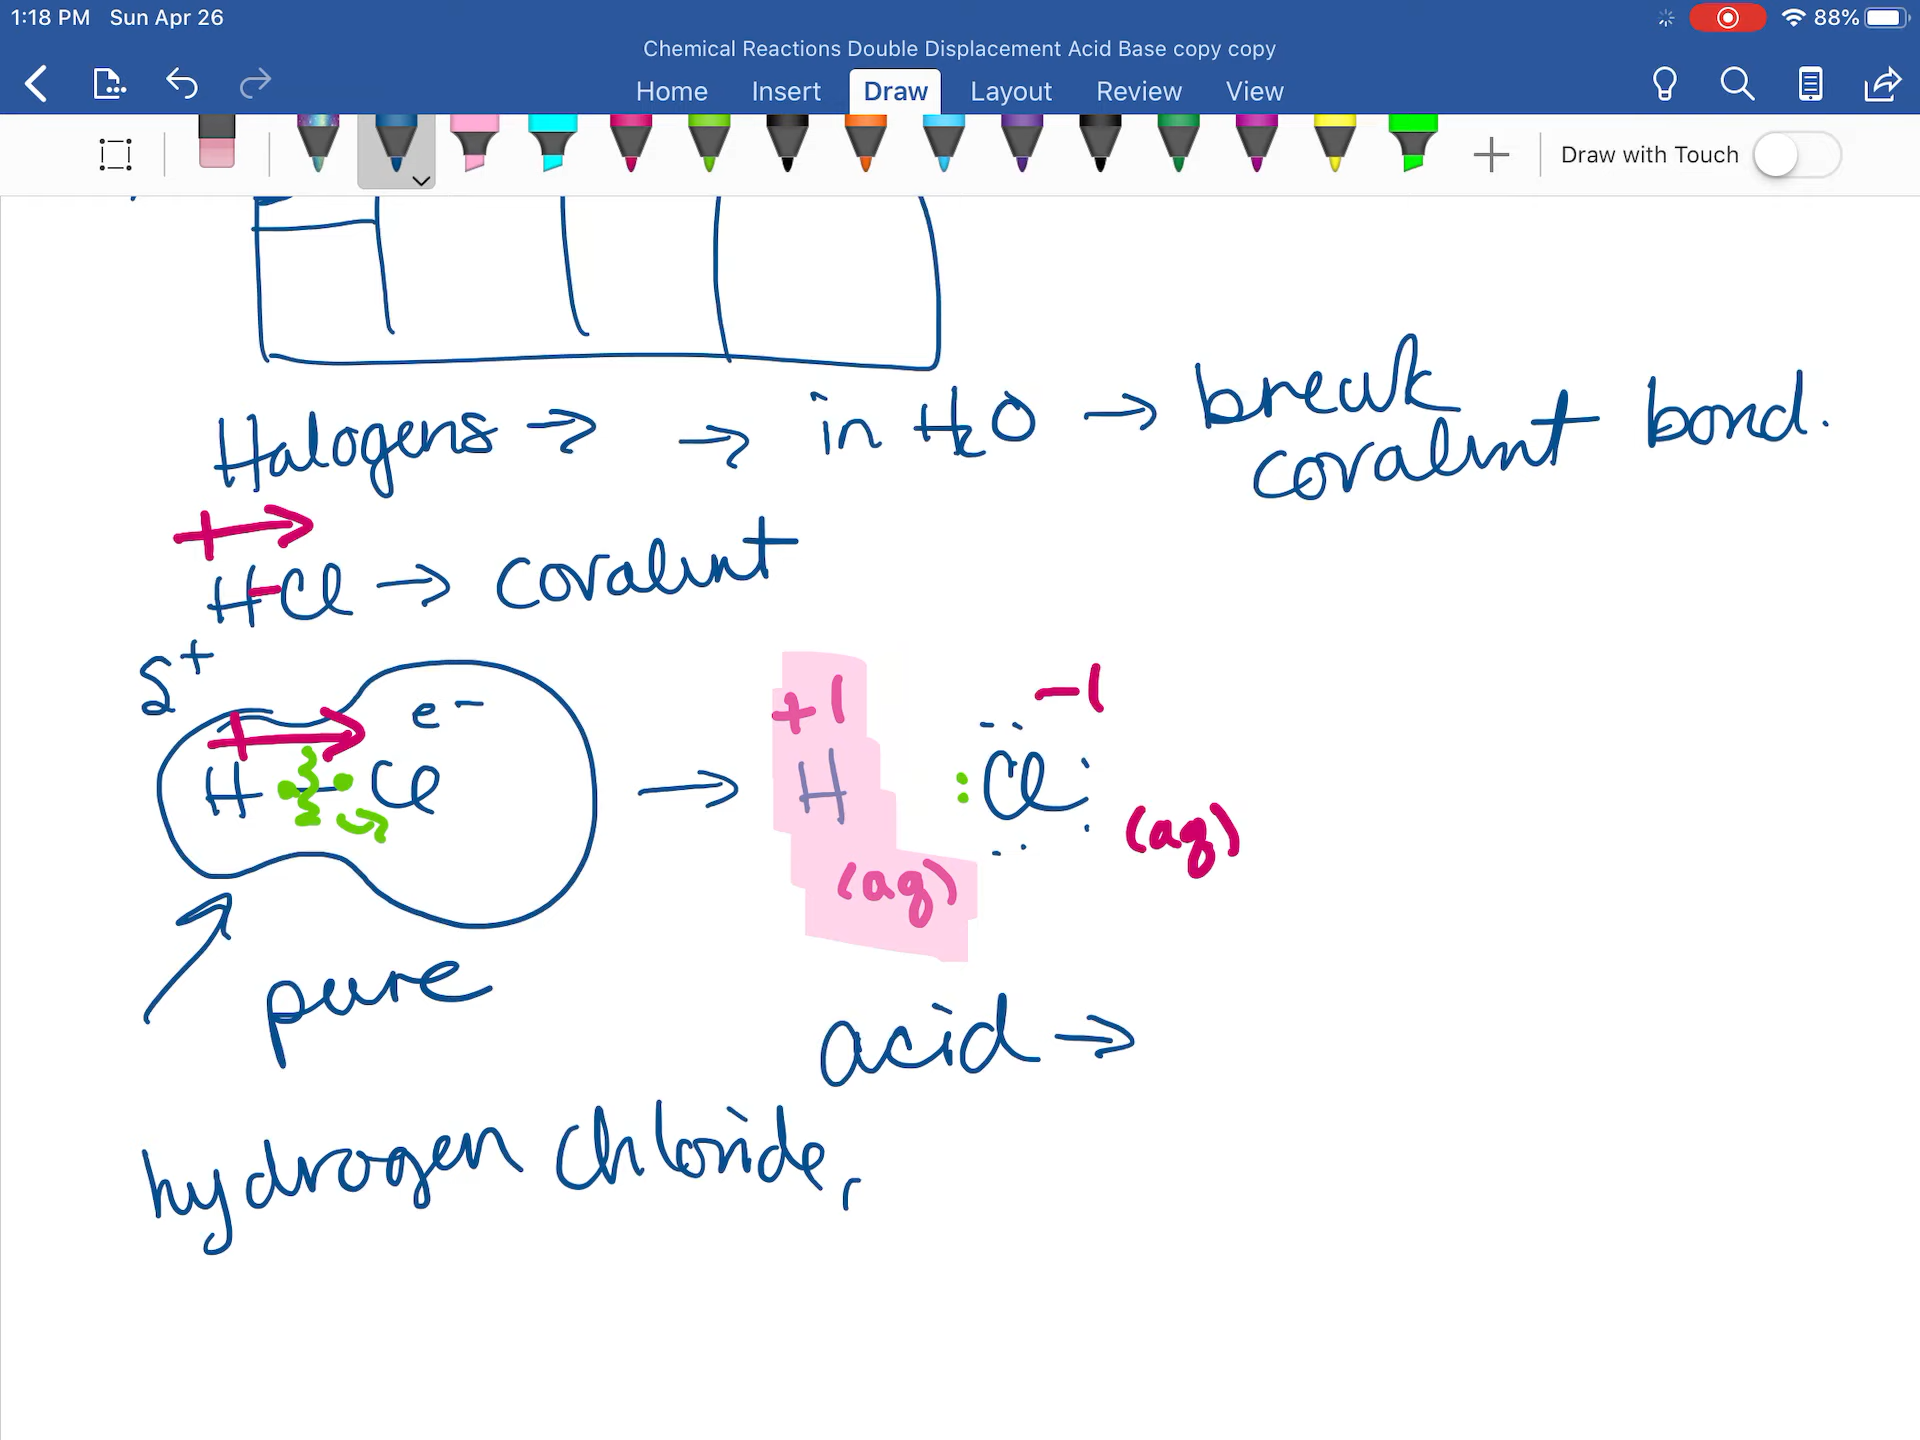 1:18 PM Sun Apr 26 88%
Chemical Reactions Double Displacement Acid Base copy copy
Home Insert Draw Layout Review View
Draw with Touch
Halogens → → in H₂O → break covalent bond.
HCl → covalent
δ+
e⁻
H - Cl → +1 H (aq) :Cl: -1 (aq)
pure
acid →
hydrogen chloride,